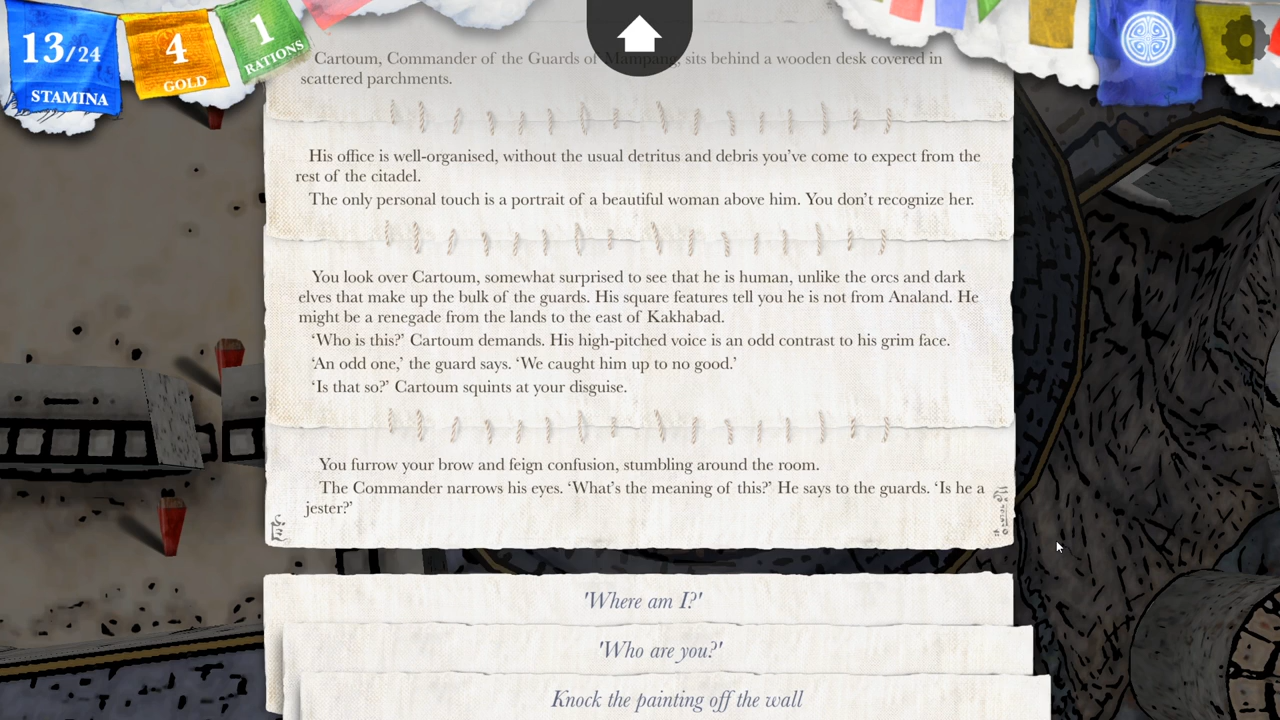 13/24
STAMINA
4
GOLD
1
RATIONS
Cartoum, Commander of the Guards of Mampang, sits behind a wooden desk covered in
scattered parchments.
His office is well-organised, without the usual detritus and debris you’ve come to expect from the
rest of the citadel.
The only personal touch is a portrait of a beautiful woman above him. You don’t recognize her.
You look over Cartoum, somewhat surprised to see that he is human, unlike the orcs and dark
elves that make up the bulk of the guards. His square features tell you he is not from Analand. He
might be a renegade from the lands to the east of Kakhabad.
‘Who is this?’ Cartoum demands. His high-pitched voice is an odd contrast to his grim face.
‘An odd one,’ the guard says. ‘We caught him up to no good.’
‘Is that so?’ Cartoum squints at your disguise.
You furrow your brow and feign confusion, stumbling around the room.
The Commander narrows his eyes. ‘What’s the meaning of this?’ He says to the guards. ‘Is he a
jester?’
'Where am I?'
'Who are you?'
Knock the painting off the wall